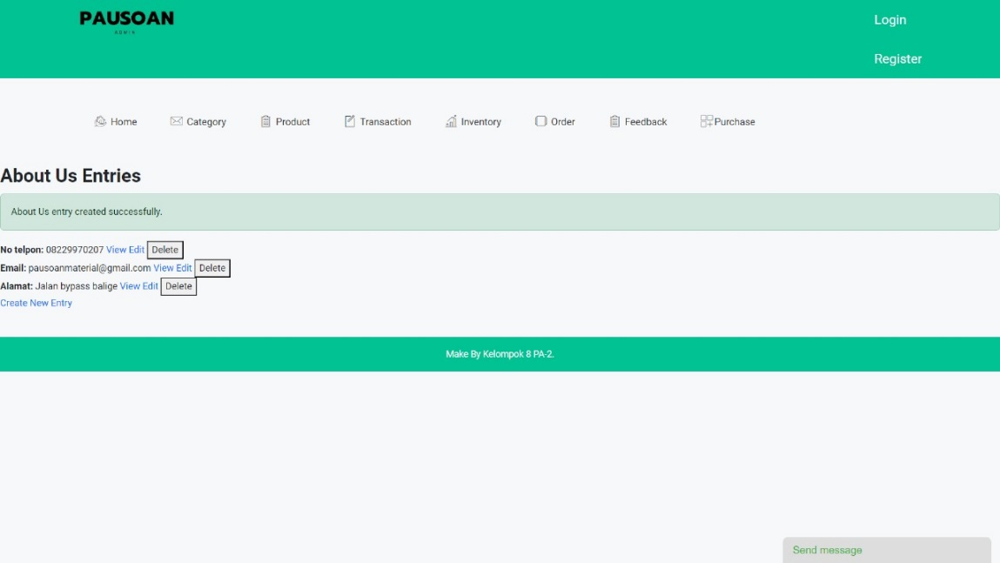 PAUSOAN
ADMIN
Login
Register
Home Category Product Transaction Inventory Order Feedback Purchase
About Us Entries
About Us entry created successfully.
No telpon: 08229970207 View Edit Delete
Email: pausoanmaterial@gmail.com View Edit Delete
Alamat: Jalan bypass balige View Edit Delete
Create New Entry
Make By Kelompok 8 PA-2.
Send message